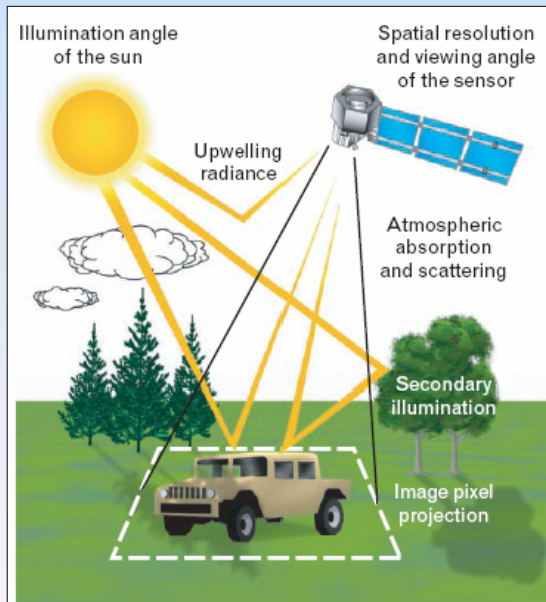 Illumination angle
of the sun
Spatial resolution
and viewing angle
of the sensor
Upwelling
radiance
Atmospheric
absorption
and scattering
Secondary
illumination
Image pixel
projection